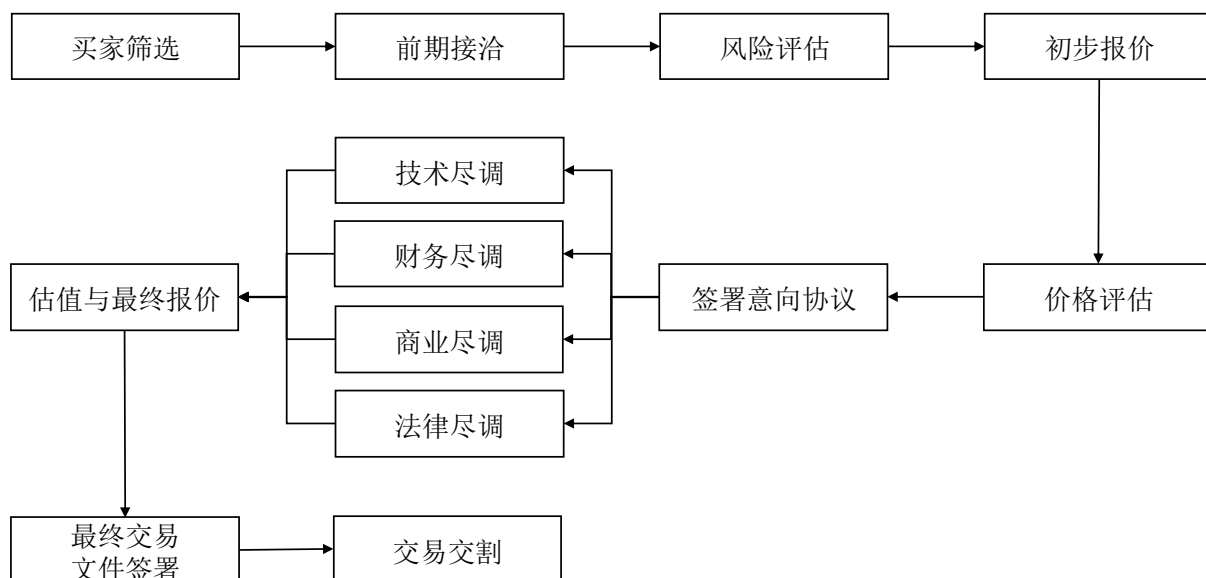 买家筛选
前期接洽
风险评估
初步报价
技术尽调
财务尽调
估值与最终报价
签署意向协议
价格评估
商业尽调
法律尽调
最终交易
文件签署
交易交割